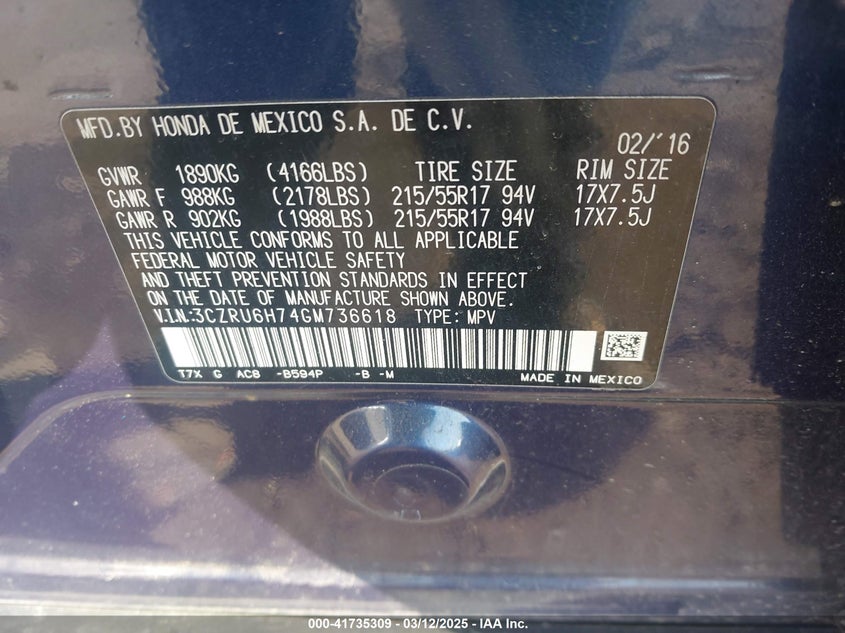 MFD.BY HONDA DE MEXICO S.A. DE C.V.
02/'16
GVWR 1890KG (4166LBS) TIRE SIZE RIM SIZE
GAWR F 988KG (2178LBS) 215/55R17 94V 17X7.5J
GAWR R 902KG (1988LBS) 215/55R17 94V 17X7.5J
THIS VEHICLE CONFORMS TO ALL APPLICABLE
FEDERAL MOTOR VEHICLE SAFETY
AND THEFT PREVENTION STANDARDS IN EFFECT
ON THE DATE OF MANUFACTURE SHOWN ABOVE.
V.I.N.:3CZRU6H74GM736618 TYPE: MPV
T7X G AC8 -B594P -B -M MADE IN MEXICO
000-41735309 - 03/12/2025 - IAA Inc.